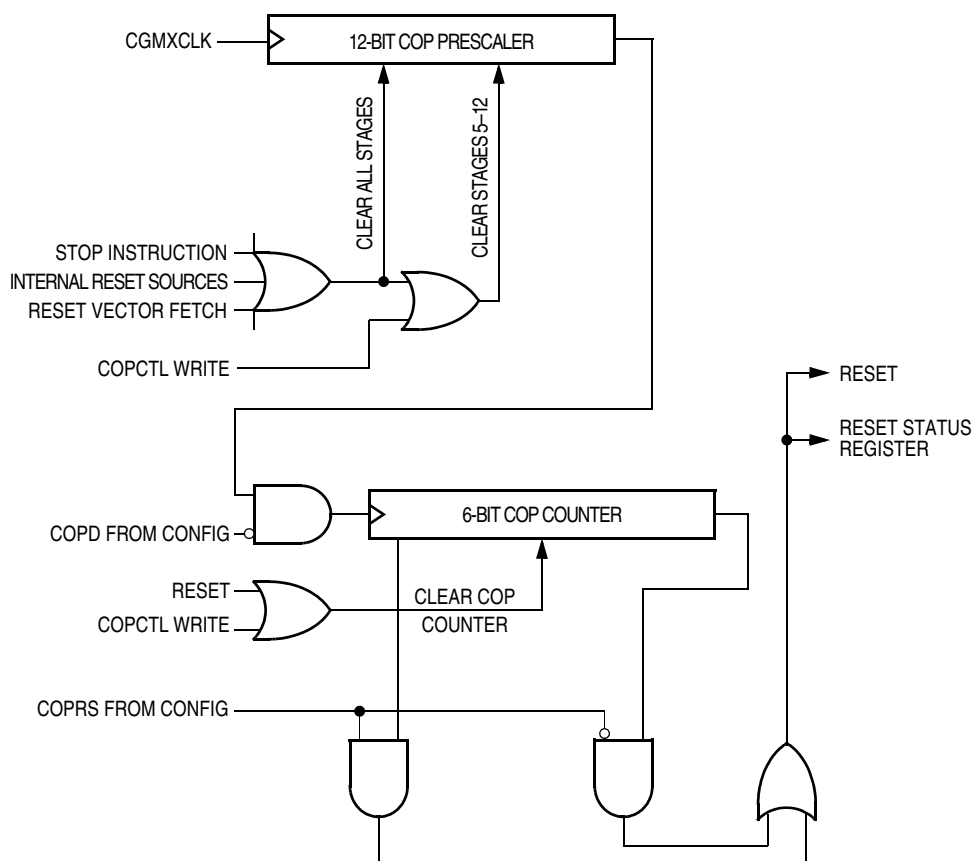 CGMXCLK
12-BIT COP PRESCALER
CLEAR ALL STAGES
CLEAR STAGES 5–12
STOP INSTRUCTION
INTERNAL RESET SOURCES
RESET VECTOR FETCH
COPCTL WRITE
RESET
RESET STATUS
REGISTER
6-BIT COP COUNTER
COPD FROM CONFIG
RESET
COPCTL WRITE
CLEAR COP
COUNTER
COPRS FROM CONFIG